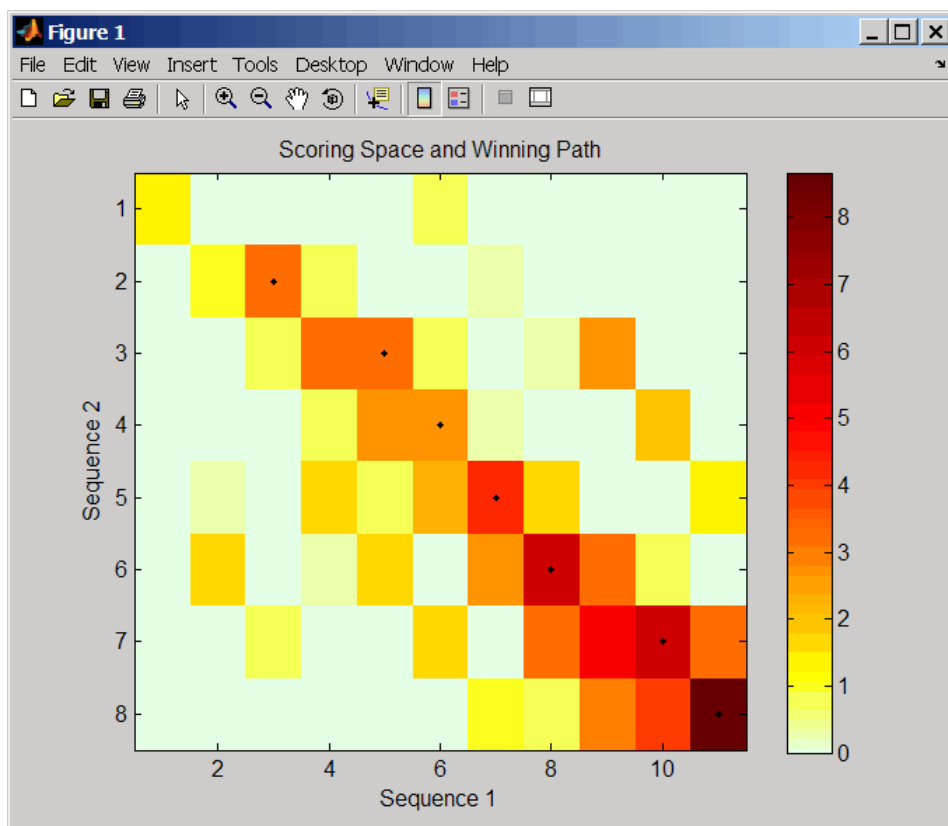 Figure 1
File Edit View Insert Tools Desktop Window Help
Scoring Space and Winning Path
1
2
3
4
5
6
7
8
Sequence 2
2 4 6 8 10
Sequence 1
8
7
6
5
4
3
2
1
0